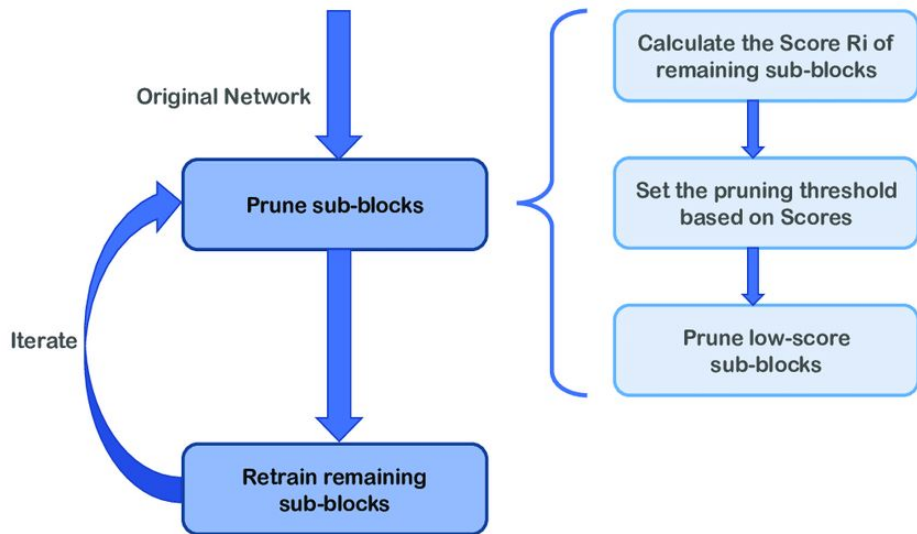 Original Network
Prune sub-blocks
Iterate
Retrain remaining
sub-blocks
Calculate the Score Ri of
remaining sub-blocks
Set the pruning threshold
based on Scores
Prune low-score
sub-blocks